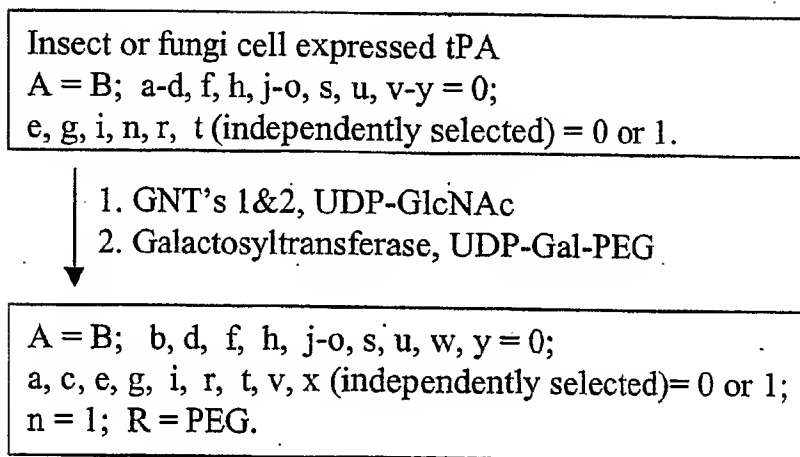 Insect or fungi cell expressed tPA
A = B; a-d, f, h, j-o, s, u, v-y = 0;
e, g, i, n, r, t (independently selected) = 0 or 1.
1. GNT's 1&2, UDP-GlcNAc
2. Galactosyltransferase, UDP-Gal-PEG
A = B; b, d, f, h, j-o, s, u, w, y = 0;
a, c, e, g, i, r, t, v, x (independently selected)= 0 or 1;
n = 1; R = PEG.